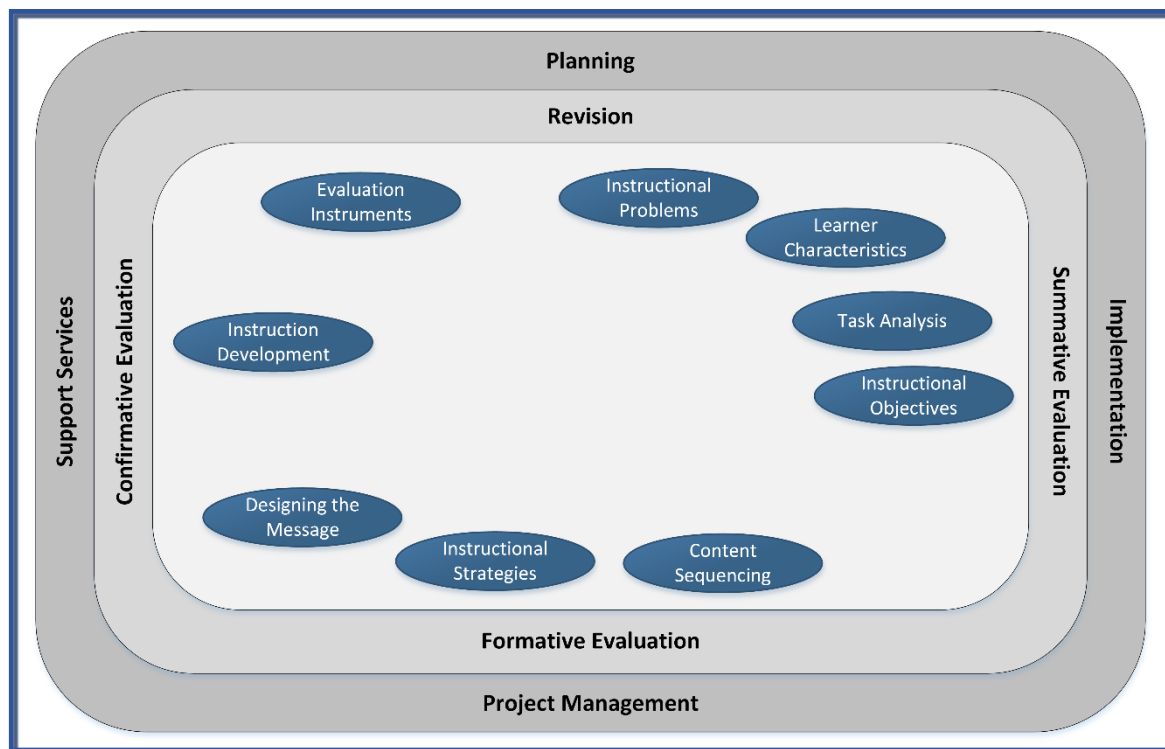 Planning
Revision
Evaluation
Instruments
Instructional
Problems
Learner
Characteristics
Task Analysis
Instructional
Objectives
Content
Sequencing
Instructional
Strategies
Designing the
Message
Instruction
Development
Support Services
Confirmative Evaluation
Summative Evaluation
Implementation
Formative Evaluation
Project Management